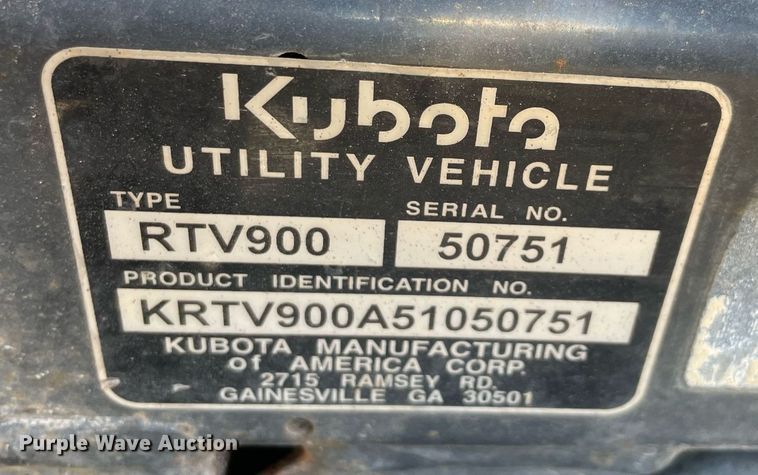 Kubota
UTILITY VEHICLE
TYPE SERIAL NO.
RTV900 50751
PRODUCT IDENTIFICATION NO.
KRTV900A51050751
KUBOTA MANUFACTURING
of AMERICA CORP.
2715 RAMSEY RD.
GAINESVILLE GA 30501
Purple Wave Auction